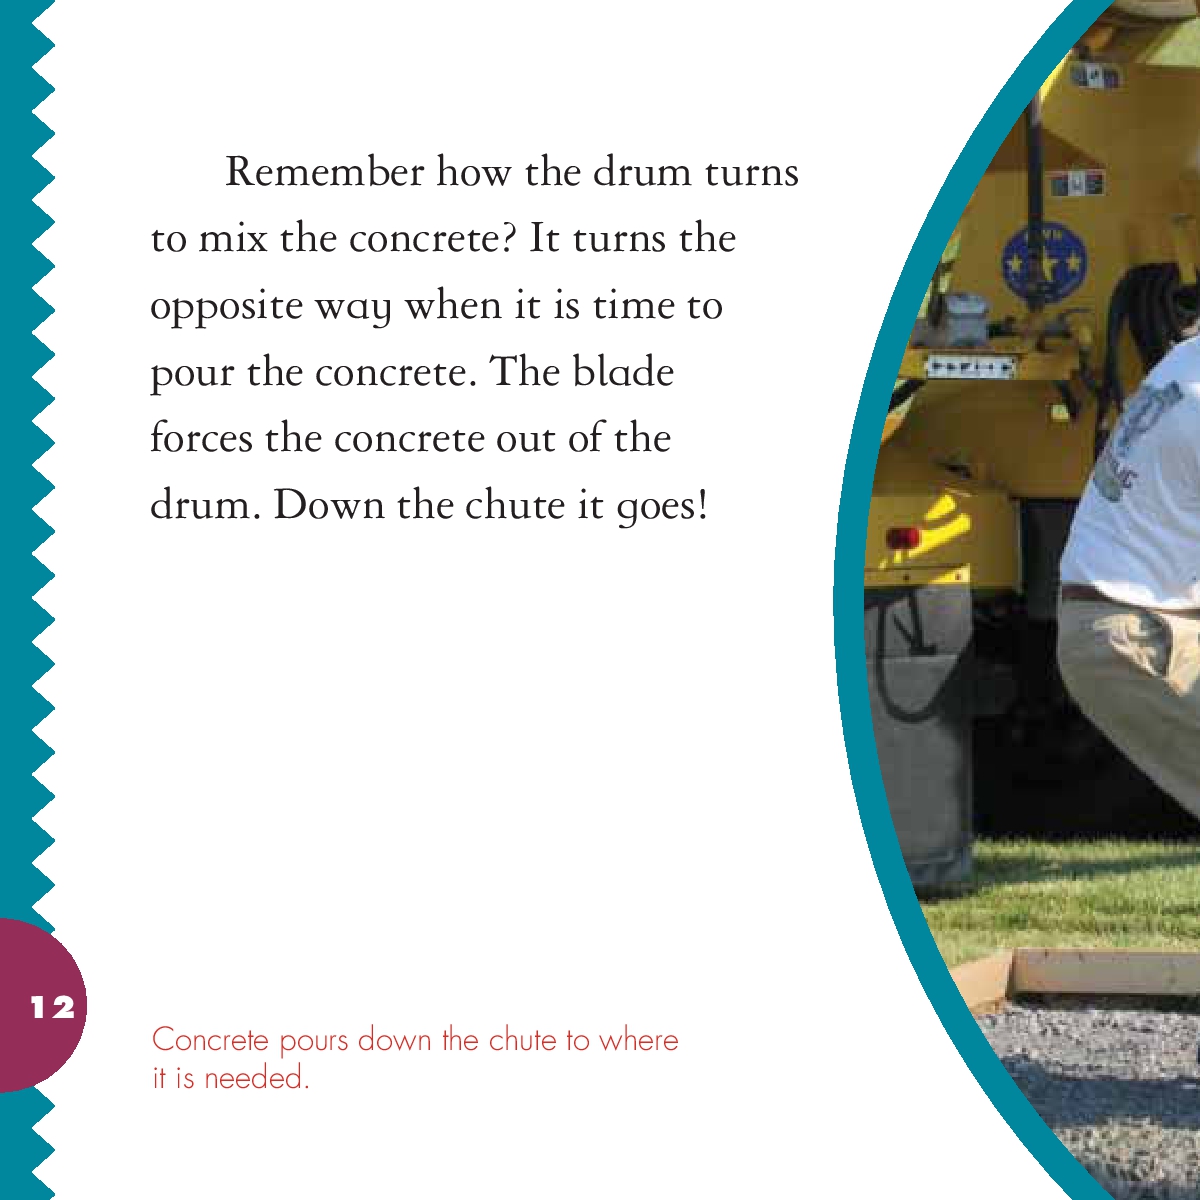 Remember how the drum turns
to mix the concrete? It turns the
opposite way when it is time to
pour the concrete. The blade
forces the concrete out of the
drum. Down the chute it goes!
12
Concrete pours down the chute to where
it is needed.